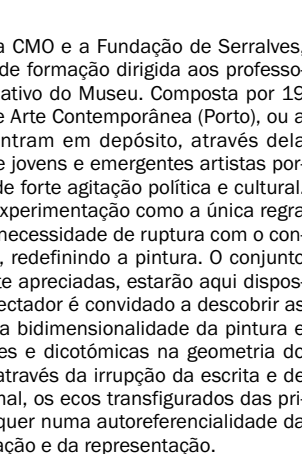 a CMO e a Fundação de Serralves,
de formação dirigida aos professo-
ativo do Museu. Composta por 19
e Arte Contemporânea (Porto), ou a
ntram em depósito, através dela
e jovens e emergentes artistas por-
de forte agitação política e cultural.
xperimentação como a única regra
necessidade de ruptura com o con-
, redefinindo a pintura. O conjunto
te apreciadas, estarão aqui dispos-
ectador é convidado a descobrir as
a bidimensionalidade da pintura e
es e dicotómicas na geometria do
através da irrupção da escrita e de
nal, os ecos transfigurados das pri-
quer numa autoreferencialidade da
ação e da representação.